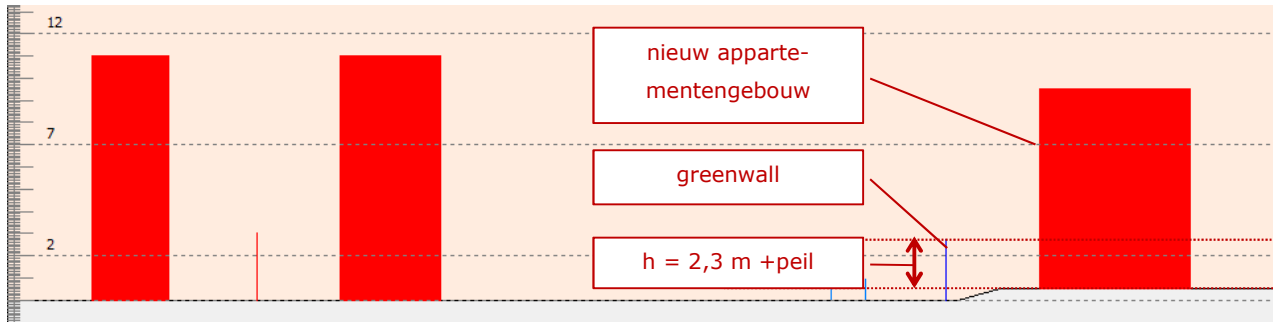 12
7
2
nieuw apparte-
mentengebouw
greenwall
h = 2,3 m +peil